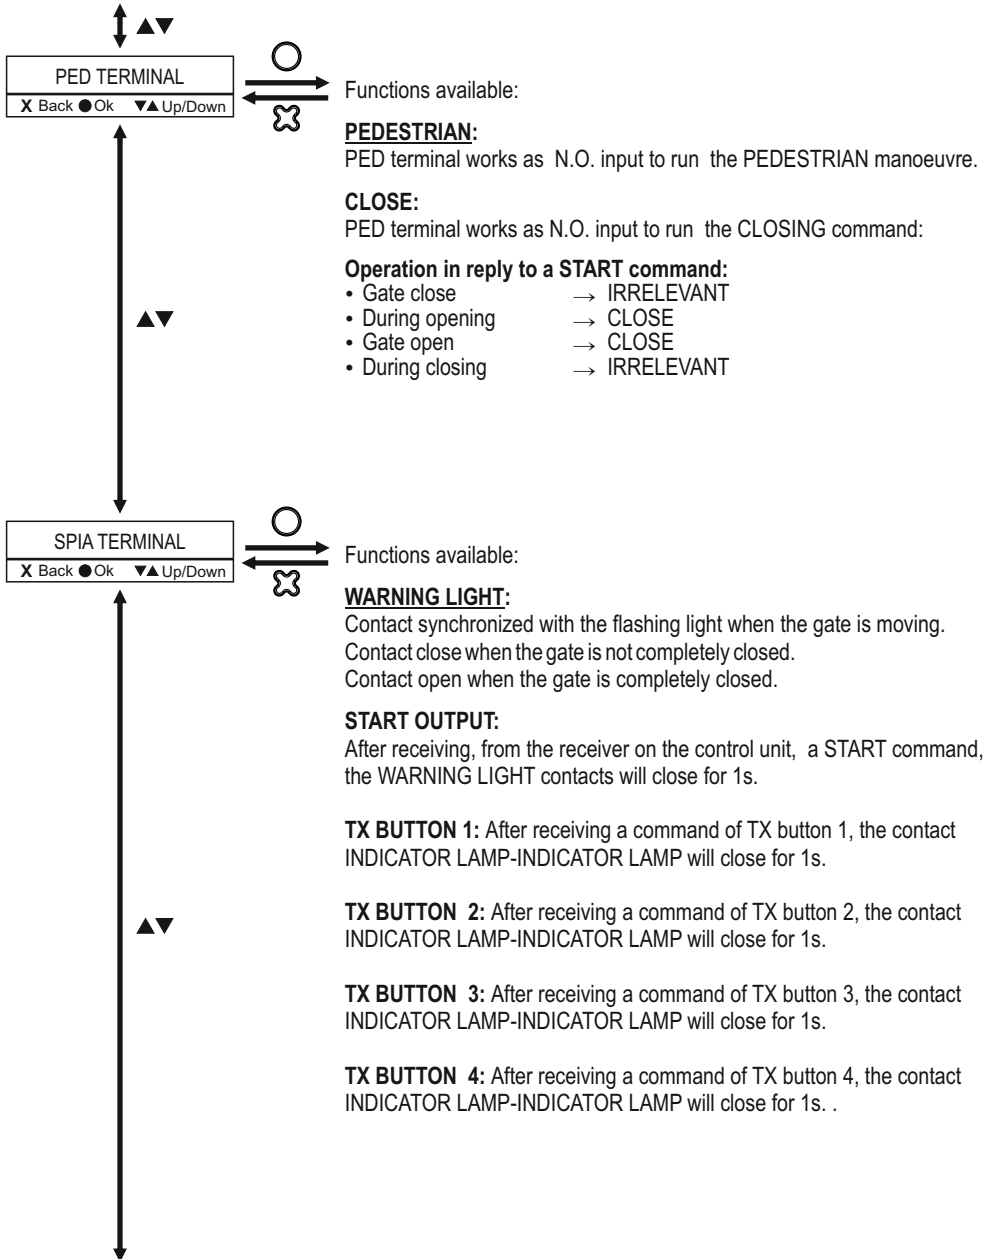 ▲▼
PED TERMINAL
X Back ●Ok ▼▲Up/Down
Functions available:
PEDESTRIAN:
PED terminal works as N.O. input to run the PEDESTRIAN manoeuvre.
CLOSE:
PED terminal works as N.O. input to run the CLOSING command:
Operation in reply to a START command:
• Gate close → IRRELEVANT
• During opening → CLOSE
• Gate open → CLOSE
• During closing → IRRELEVANT
▲▼
SPIA TERMINAL
X Back ●Ok ▼▲Up/Down
Functions available:
WARNING LIGHT:
Contact synchronized with the flashing light when the gate is moving.
Contact close when the gate is not completely closed.
Contact open when the gate is completely closed.
START OUTPUT:
After receiving, from the receiver on the control unit, a START command,
the WARNING LIGHT contacts will close for 1s.
TX BUTTON 1: After receiving a command of TX button 1, the contact
INDICATOR LAMP-INDICATOR LAMP will close for 1s.
TX BUTTON 2: After receiving a command of TX button 2, the contact
INDICATOR LAMP-INDICATOR LAMP will close for 1s.
▲▼
TX BUTTON 3: After receiving a command of TX button 3, the contact
INDICATOR LAMP-INDICATOR LAMP will close for 1s.
TX BUTTON 4: After receiving a command of TX button 4, the contact
INDICATOR LAMP-INDICATOR LAMP will close for 1s. .